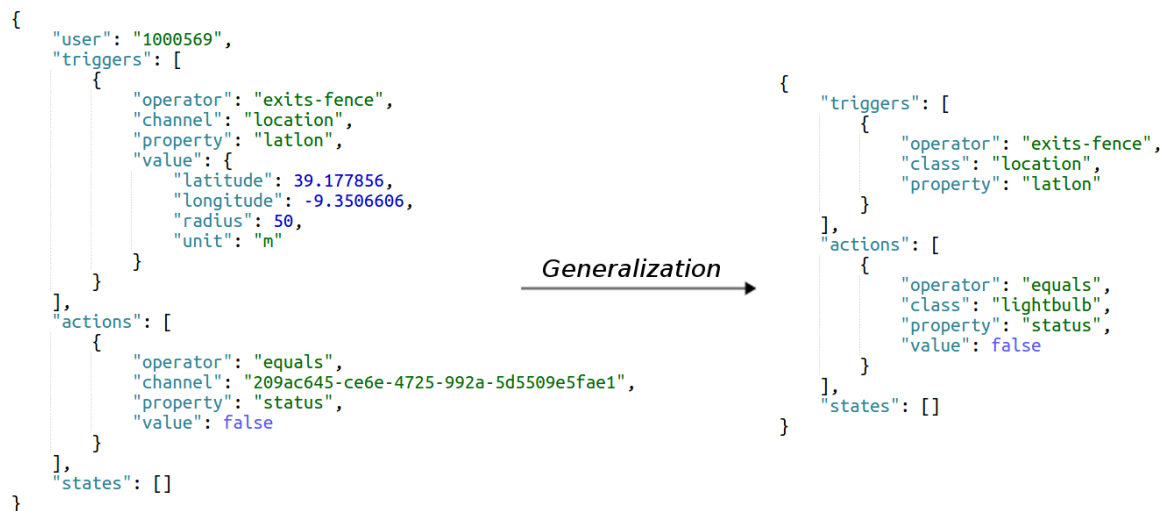 {
    "user": "1000569",
    "triggers": [
        {
            "operator": "exits-fence",
            "channel": "location",
            "property": "latlon",
            "value": {
                "latitude": 39.177856,
                "longitude": -9.3506606,
                "radius": 50,
                "unit": "m"
            }
        }
    ],
    "actions": [
        {
            "operator": "equals",
            "channel": "209ac645-ce6e-4725-992a-5d5509e5fae1",
            "property": "status",
            "value": false
        }
    ],
    "states": []
}
Generalization
{
    "triggers": [
        {
            "operator": "exits-fence",
            "class": "location",
            "property": "latlon"
        }
    ],
    "actions": [
        {
            "operator": "equals",
            "class": "lightbulb",
            "property": "status",
            "value": false
        }
    ],
    "states": []
}